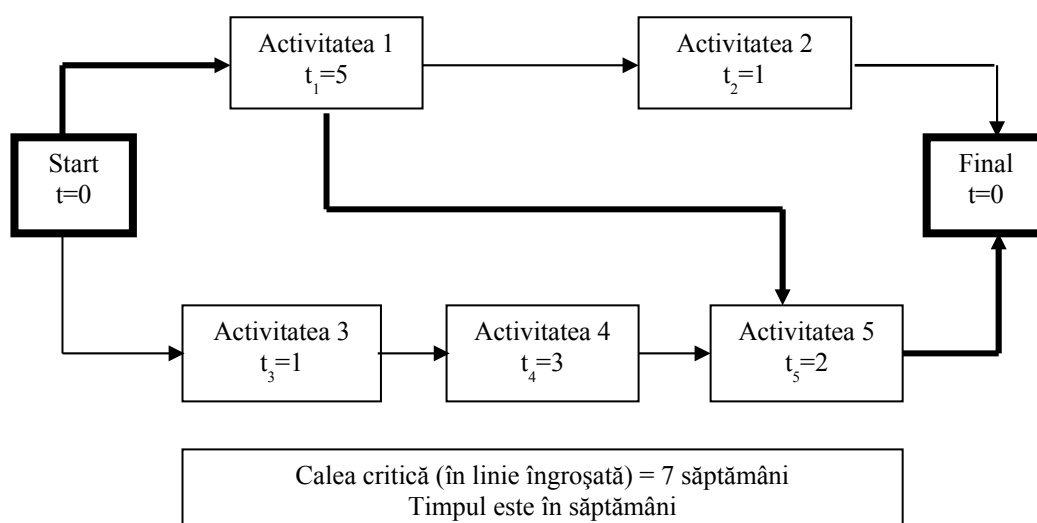 Activitatea 1
t₁=5
Activitatea 2
t₂=1
Start
t=0
Final
t=0
Activitatea 3
t₃=1
Activitatea 4
t₄=3
Activitatea 5
t₅=2
Calea critică (în linie îngroşată) = 7 săptămâni
Timpul este în săptămâni